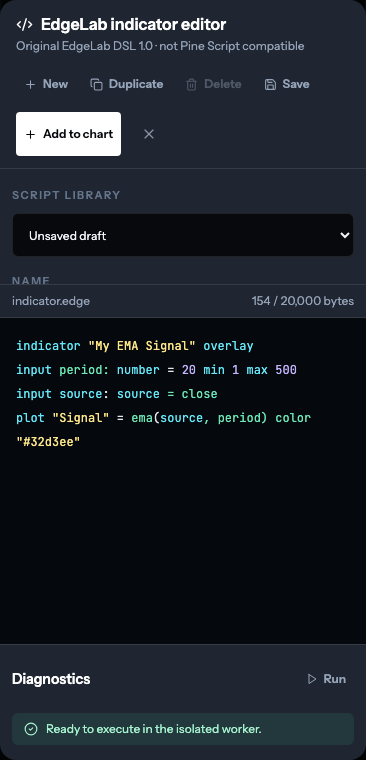 EdgeLab indicator editor
Original EdgeLab DSL 1.0 · not Pine Script compatible
New Duplicate Delete Save
Add to chart
SCRIPT LIBRARY
Unsaved draft
NAME
indicator.edge 154 / 20,000 bytes
indicator "My EMA Signal" overlay
input period: number = 20 min 1 max 500
input source: source = close
plot "Signal" = ema(source, period) color
"#32d3ee"
Diagnostics Run
Ready to execute in the isolated worker.